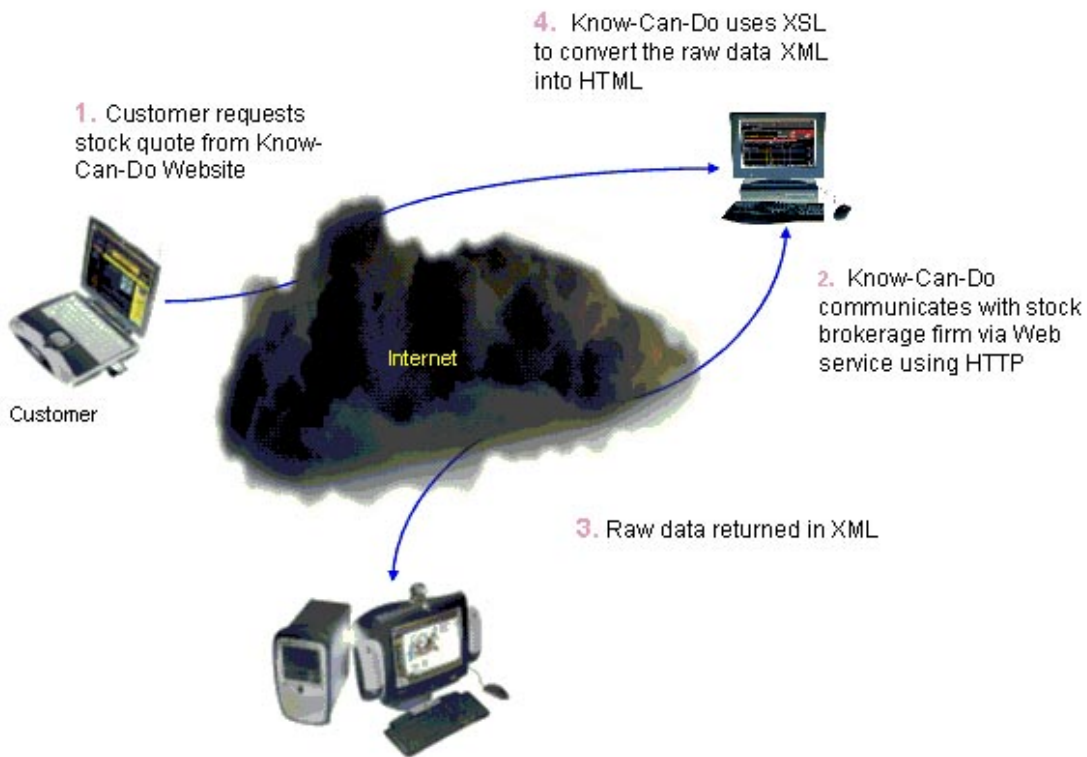 4. Know-Can-Do uses XSL
to convert the raw data XML
into HTML
1. Customer requests
stock quote from Know-
Can-Do Website
2. Know-Can-Do
communicates with stock
brokerage firm via Web
service using HTTP
Internet
Customer
3. Raw data returned in XML